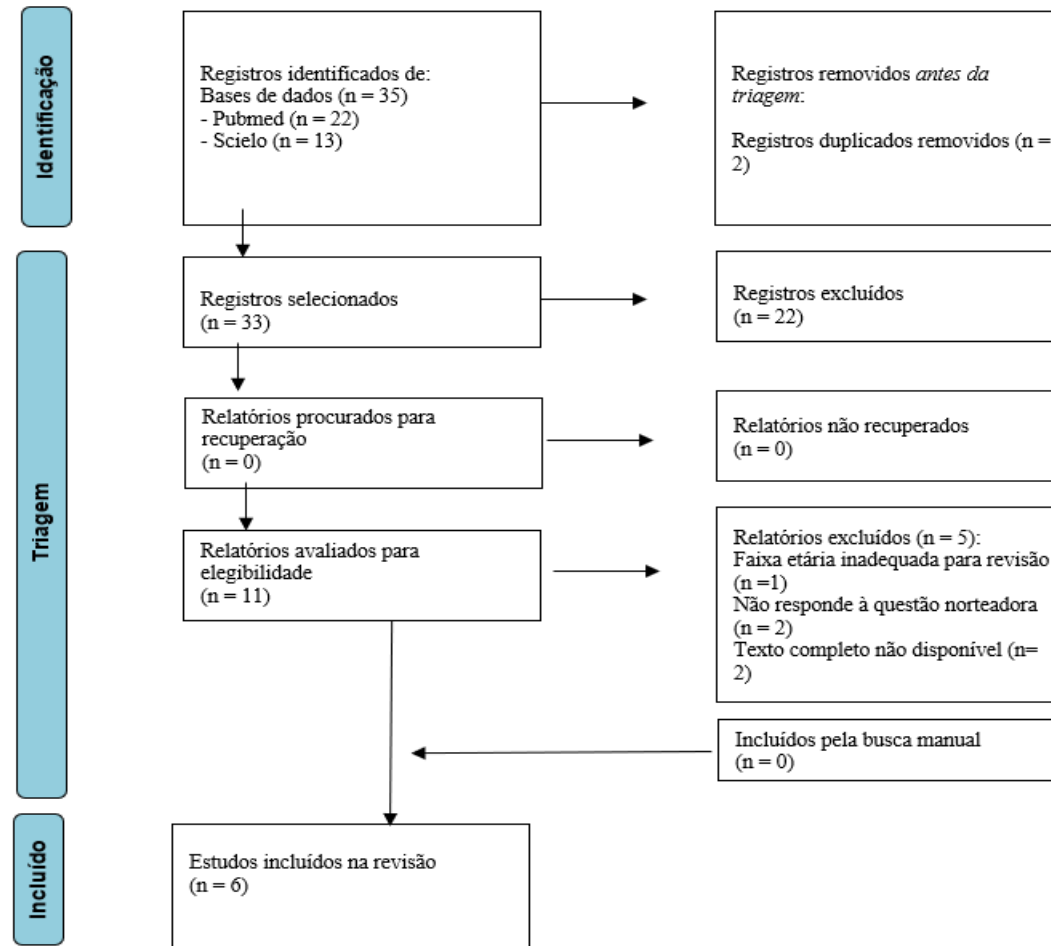 Identificação
Registros identificados de:
Bases de dados (n = 35)
- Pubmed (n = 22)
- Scielo (n = 13)
Registros removidos antes da
triagem:
Registros duplicados removidos (n =
2)
Triagem
Registros selecionados
(n = 33)
Registros excluídos
(n = 22)
Relatórios procurados para
recuperação
(n = 0)
Relatórios não recuperados
(n = 0)
Relatórios avaliados para
elegibilidade
(n = 11)
Relatórios excluídos (n = 5):
Faixa etária inadequada para revisão
(n =1)
Não responde à questão norteadora
(n = 2)
Texto completo não disponível (n=
2)
Incluídos pela busca manual
(n = 0)
Incluído
Estudos incluídos na revisão
(n = 6)